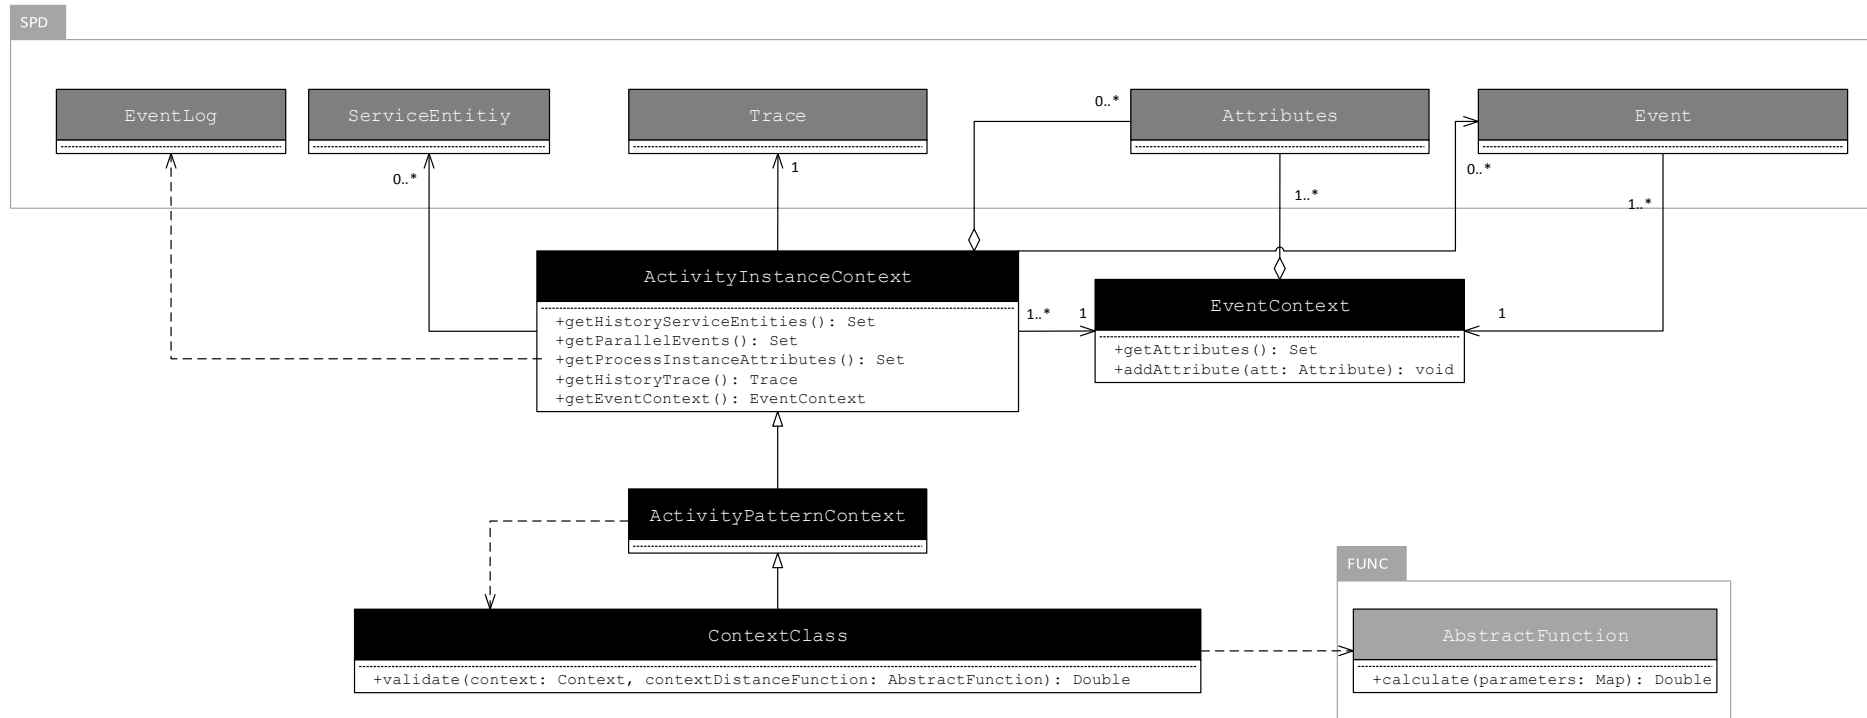 SPD
EventLog
ServiceEntitiy
Trace
0..*
Attributes
Event
0..*
1
1..*
0..*
1..*
ActivityInstanceContext
+getHistoryServiceEntities(): Set
+getParallelEvents(): Set
+getProcessInstanceAttributes(): Set
+getHistoryTrace(): Trace
+getEventContext(): EventContext
1..*
1
EventContext
+getAttributes(): Set
+addAttribute(att: Attribute): void
1
ActivityPatternContext
FUNC
ContextClass
+validate(context: Context, contextDistanceFunction: AbstractFunction): Double
AbstractFunction
+calculate(parameters: Map): Double